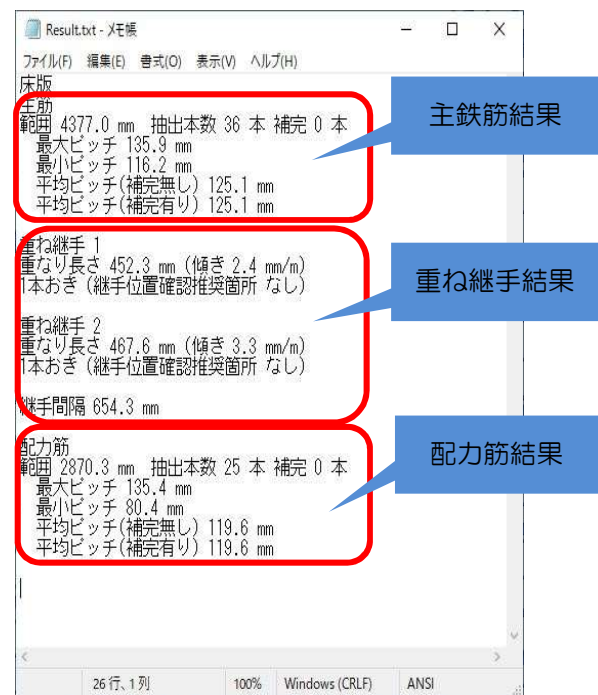 Result.txt - メモ帳
ファイル(F) 編集(E) 書式(O) 表示(V) ヘルプ(H)
床版
主筋
範囲 4377.0 mm 抽出本数 36 本 補完 0 本
最大ピッチ 135.9 mm
最小ピッチ 116.2 mm
平均ピッチ(補完無し) 125.1 mm
平均ピッチ(補完有り) 125.1 mm
主鉄筋結果
重ね継手 1
重なり長さ 452.3 mm (傾き 2.4 mm/m)
1本おき (継手位置確認推奨箇所 なし)
重ね継手 2
重なり長さ 467.6 mm (傾き 3.3 mm/m)
1本おき (継手位置確認推奨箇所 なし)
継手間隔 654.3 mm
重ね継手結果
配力筋
範囲 2870.3 mm 抽出本数 25 本 補完 0 本
最大ピッチ 135.4 mm
最小ピッチ 80.4 mm
平均ピッチ(補完無し) 119.6 mm
平均ピッチ(補完有り) 119.6 mm
配力筋結果
26 行、1 列 100% Windows (CRLF) ANSI